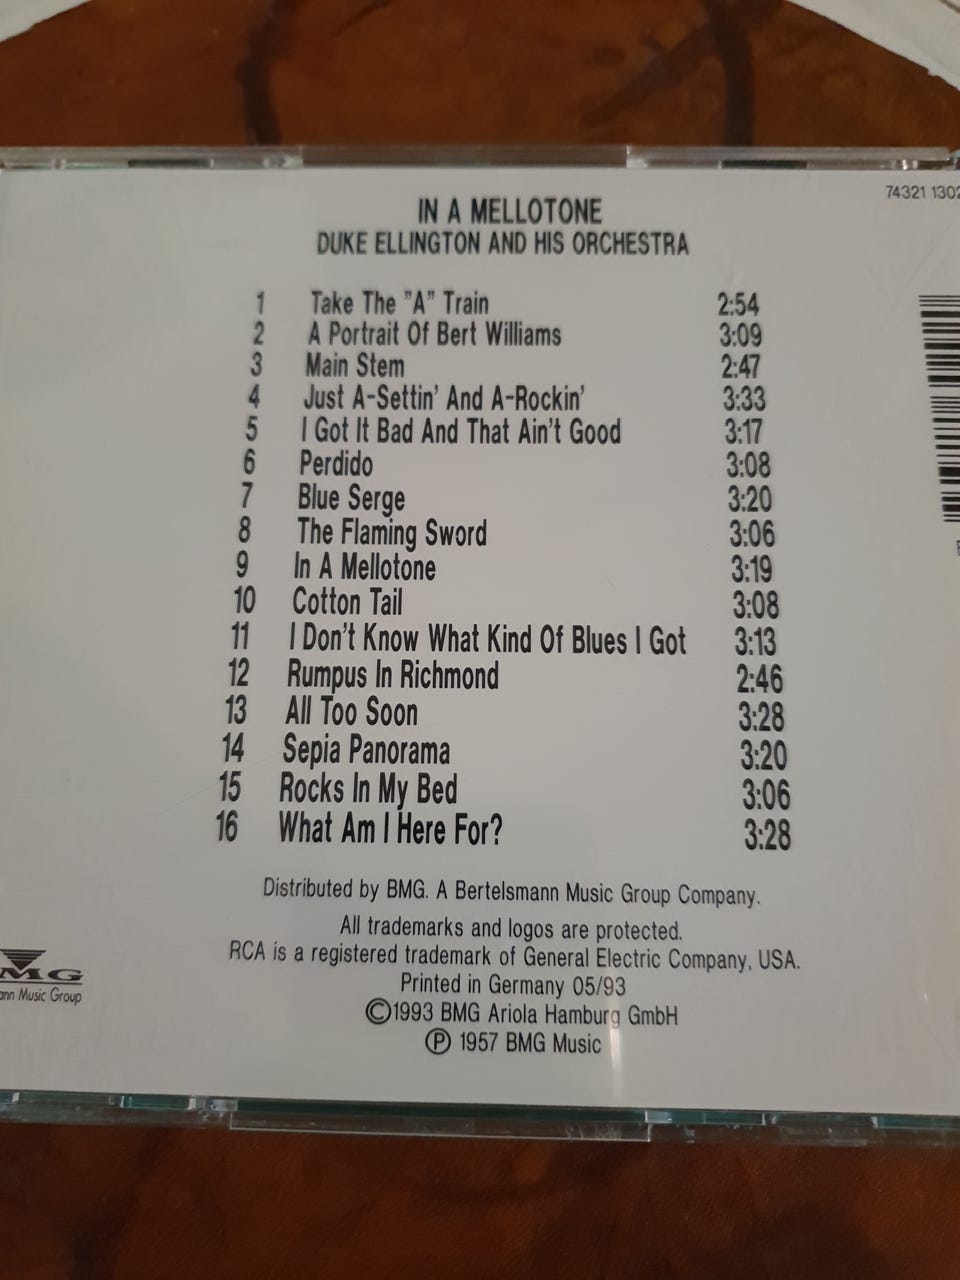 74321 1302
IN A MELLOTONE
DUKE ELLINGTON AND HIS ORCHESTRA
1 Take The "A" Train 2:54
2 A Portrait Of Bert Williams 3:09
3 Main Stem 2:47
4 Just A-Settin' And A-Rockin' 3:33
5 I Got It Bad And That Ain't Good 3:17
6 Perdido 3:08
7 Blue Serge 3:20
8 The Flaming Sword 3:06
9 In A Mellotone 3:19
10 Cotton Tail 3:08
11 I Don't Know What Kind Of Blues I Got 3:13
12 Rumpus In Richmond 2:46
13 All Too Soon 3:28
14 Sepia Panorama 3:20
15 Rocks In My Bed 3:06
16 What Am I Here For? 3:28
Distributed by BMG. A Bertelsmann Music Group Company.
All trademarks and logos are protected.
RCA is a registered trademark of General Electric Company, USA.
Printed in Germany 05/93
©1993 BMG Ariola Hamburg GmbH
℗ 1957 BMG Music
MG
ann Music Group